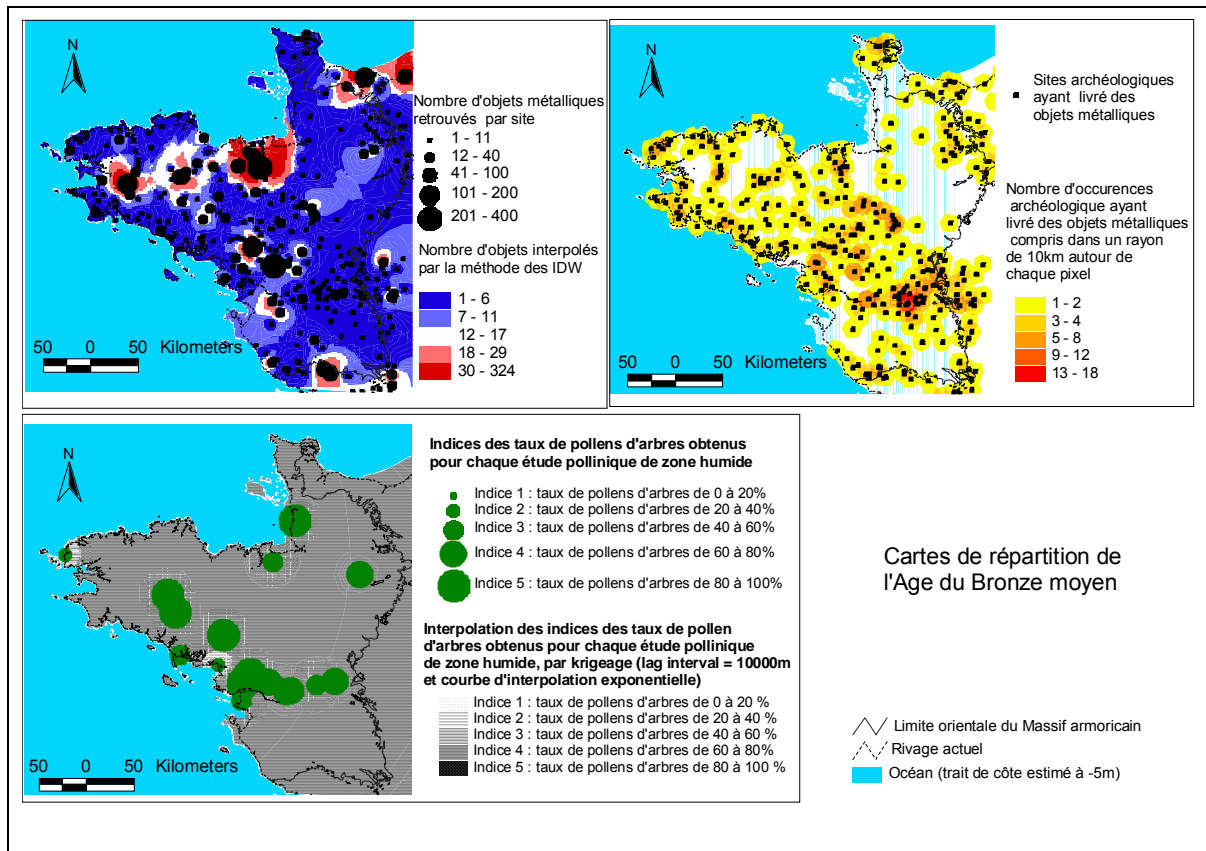 N
Nombre d'objets métalliques
retrouvés par site
1 - 11
12 - 40
41 - 100
101 - 200
201 - 400
Nombre d'objets interpolés
par la méthode des IDW
1 - 6
7 - 11
12 - 17
18 - 29
30 - 324
50 0 50 Kilometers
N
Sites archéologiques
ayant livré des
objets métalliques
Nombre d'occurences
archéologique ayant
livré des objets métalliques
compris dans un rayon
de 10km autour de
chaque pixel
1 - 2
3 - 4
5 - 8
9 - 12
13 - 18
50 0 50 Kilometers
N
Indices des taux de pollens d'arbres obtenus
pour chaque étude pollinique de zone humide
Indice 1 : taux de pollens d'arbres de 0 à 20%
Indice 2 : taux de pollens d'arbres de 20 à 40%
Indice 3 : taux de pollens d'arbres de 40 à 60%
Indice 4 : taux de pollens d'arbres de 60 à 80%
Indice 5 : taux de pollens d'arbres de 80 à 100%
Interpolation des indices des taux de pollen
d'arbres obtenus pour chaque étude pollinique
de zone humide, par krigeage (lag interval = 10000m
et courbe d'interpolation exponentielle)
Indice 1 : taux de pollens d'arbres de 0 à 20 %
Indice 2 : taux de pollens d'arbres de 20 à 40 %
Indice 3 : taux de pollens d'arbres de 40 à 60%
Indice 4 : taux de pollens d'arbres de 60 à 80%
Indice 5 : taux de pollens d'arbres de 80 à 100 %
50 0 50 Kilometers
Cartes de répartition de
l'Age du Bronze moyen
Limite orientale du Massif armoricain
Rivage actuel
Océan (trait de côte estimé à -5m)